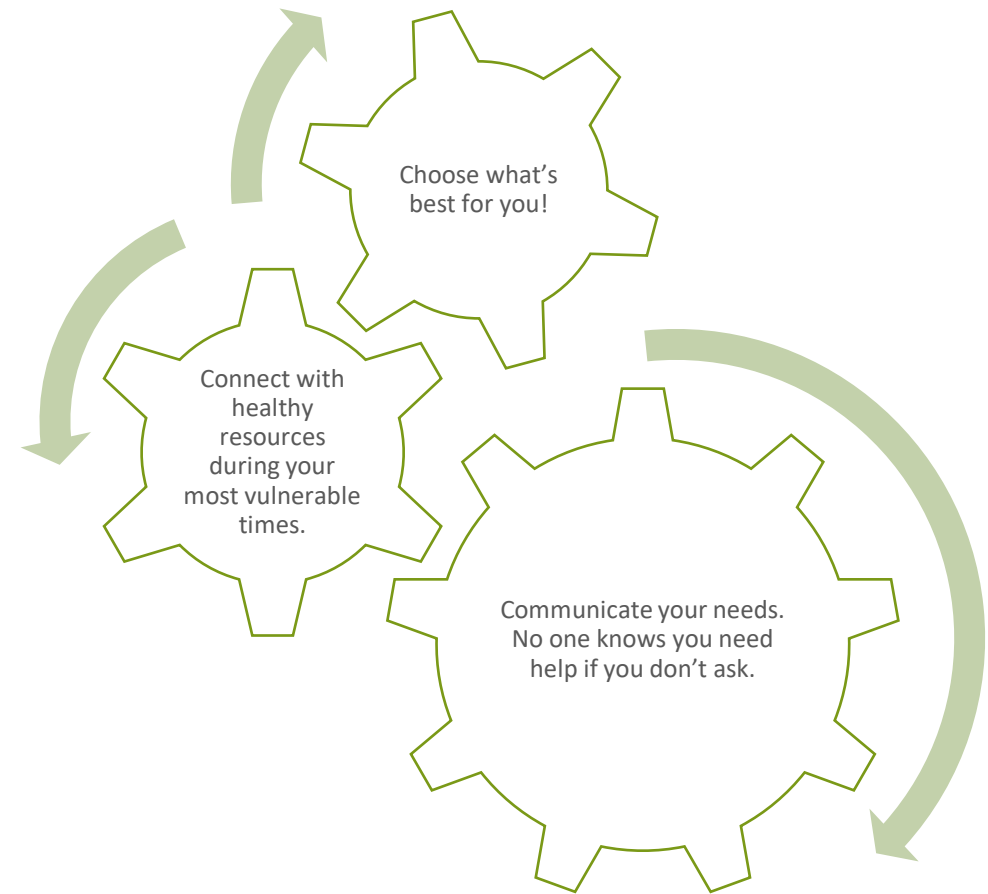 Choose what’s
best for you!
Connect with
healthy
resources
during your
most vulnerable
times.
Communicate your needs.
No one knows you need
help if you don’t ask.